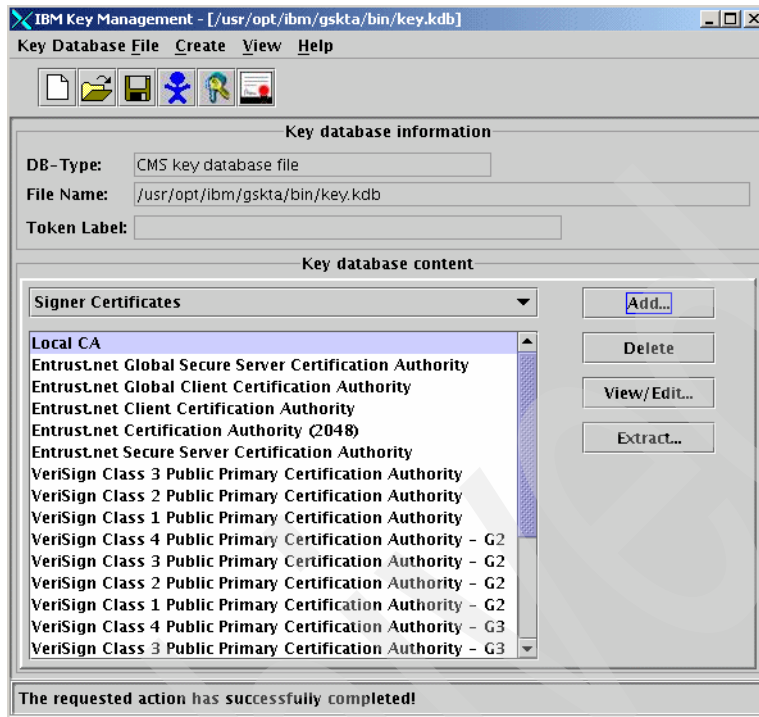 IBM Key Management - [/usr/opt/ibm/gskta/bin/key.kdb]
Key Database File Create View Help
Key database information
DB-Type: CMS key database file
File Name: /usr/opt/ibm/gskta/bin/key.kdb
Token Label:
Key database content
Signer Certificates
Add...
Local CA
Delete
Entrust.net Global Secure Server Certification Authority
Entrust.net Global Client Certification Authority
View/Edit...
Entrust.net Client Certification Authority
Entrust.net Certification Authority (2048)
Extract...
Entrust.net Secure Server Certification Authority
VeriSign Class 3 Public Primary Certification Authority
VeriSign Class 2 Public Primary Certification Authority
VeriSign Class 1 Public Primary Certification Authority
VeriSign Class 4 Public Primary Certification Authority - G2
VeriSign Class 3 Public Primary Certification Authority - G2
VeriSign Class 2 Public Primary Certification Authority - G2
VeriSign Class 1 Public Primary Certification Authority - G2
VeriSign Class 4 Public Primary Certification Authority - G3
VeriSign Class 3 Public Primary Certification Authority - G3
The requested action has successfully completed!